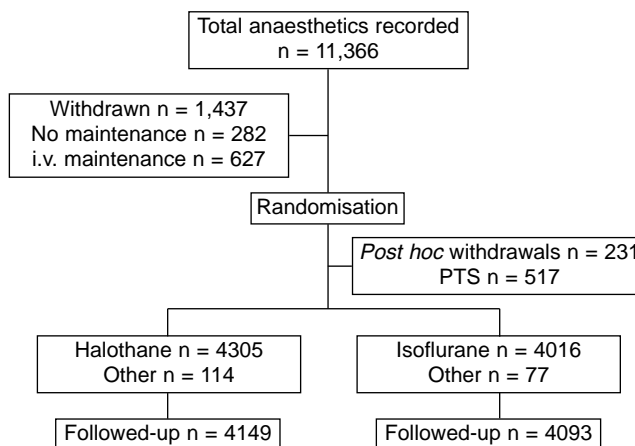 Total anaesthetics recorded
n = 11,366
Withdrawn n = 1,437
No maintenance n = 282
i.v. maintenance n = 627
Randomisation
Post hoc withdrawals n = 231
PTS n = 517
Halothane n = 4305
Other n = 114
Isoflurane n = 4016
Other n = 77
Followed-up n = 4149
Followed-up n = 4093